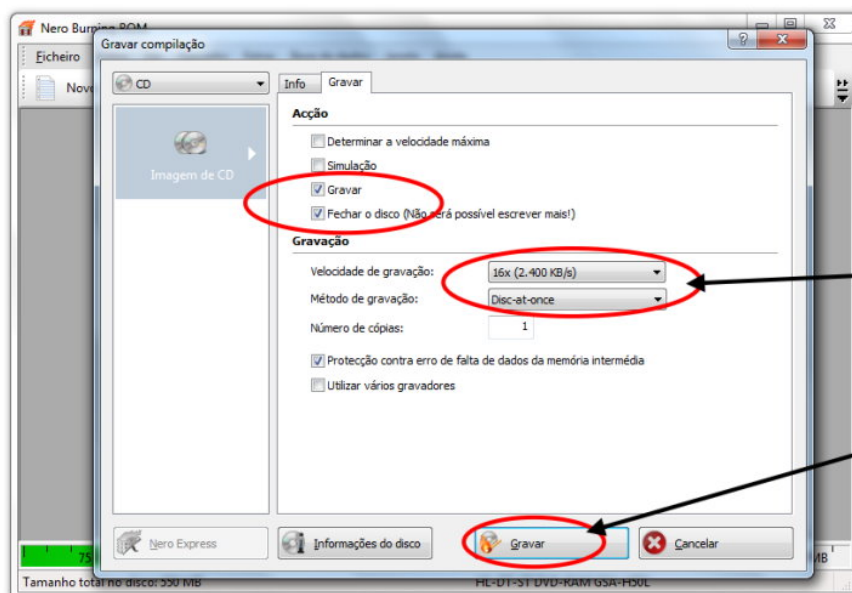 Nero Burning ROM
Gravar compilação
Ficheiro
Novo
CD
Info Gravar
Imagem de CD
Acção
Determinar a velocidade máxima
Simulação
Gravar
Fechar o disco (Não será possível escrever mais!)
Gravação
Velocidade de gravação: 16x (2.400 KB/s)
Método de gravação: Disc-at-once
Número de cópias: 1
Protecção contra erro de falta de dados da memória intermédia
Utilizar vários gravadores
Nero Express Informações do disco Gravar Cancelar
75 MB
Tamanho total no disco: 550 MB HL-DT-ST DVD-RAM GSA-H50L